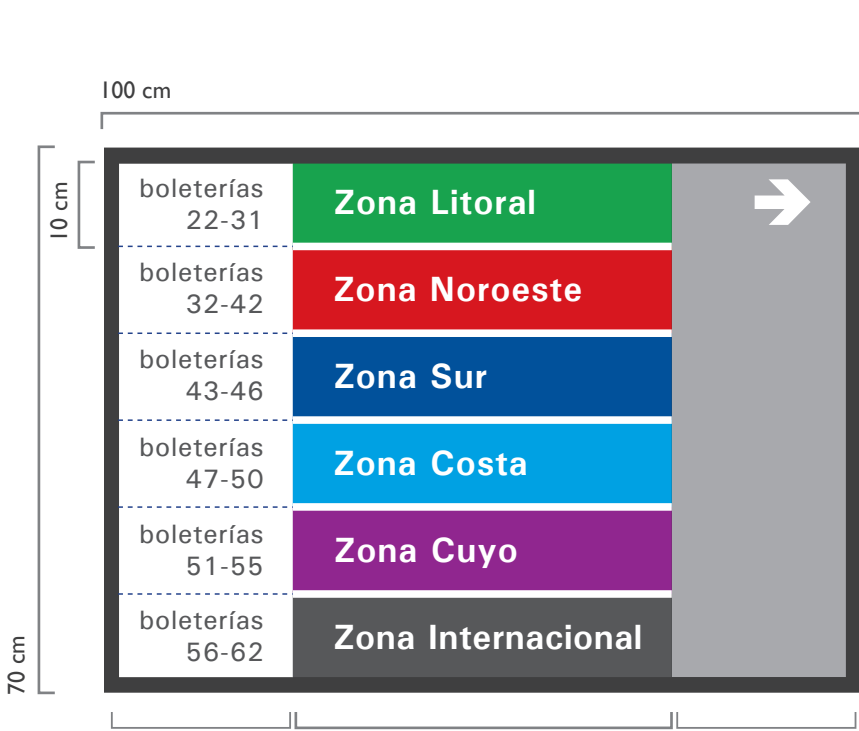 100 cm
10 cm
boleterías
22-31
Zona Litoral
boleterías
32-42
Zona Noroeste
boleterías
43-46
Zona Sur
boleterías
47-50
Zona Costa
boleterías
51-55
Zona Cuyo
boleterías
56-62
Zona Internacional
70 cm